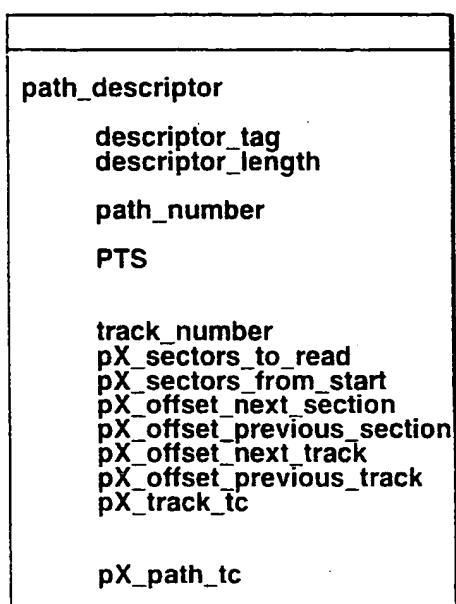 path_descriptor
descriptor_tag
descriptor_length
path_number
PTS
track_number
pX_sectors_to_read
pX_sectors_from_start
pX_offset_next_section
pX_offset_previous_section
pX_offset_next_track
pX_offset_previous_track
pX_track_tc
pX_path_tc